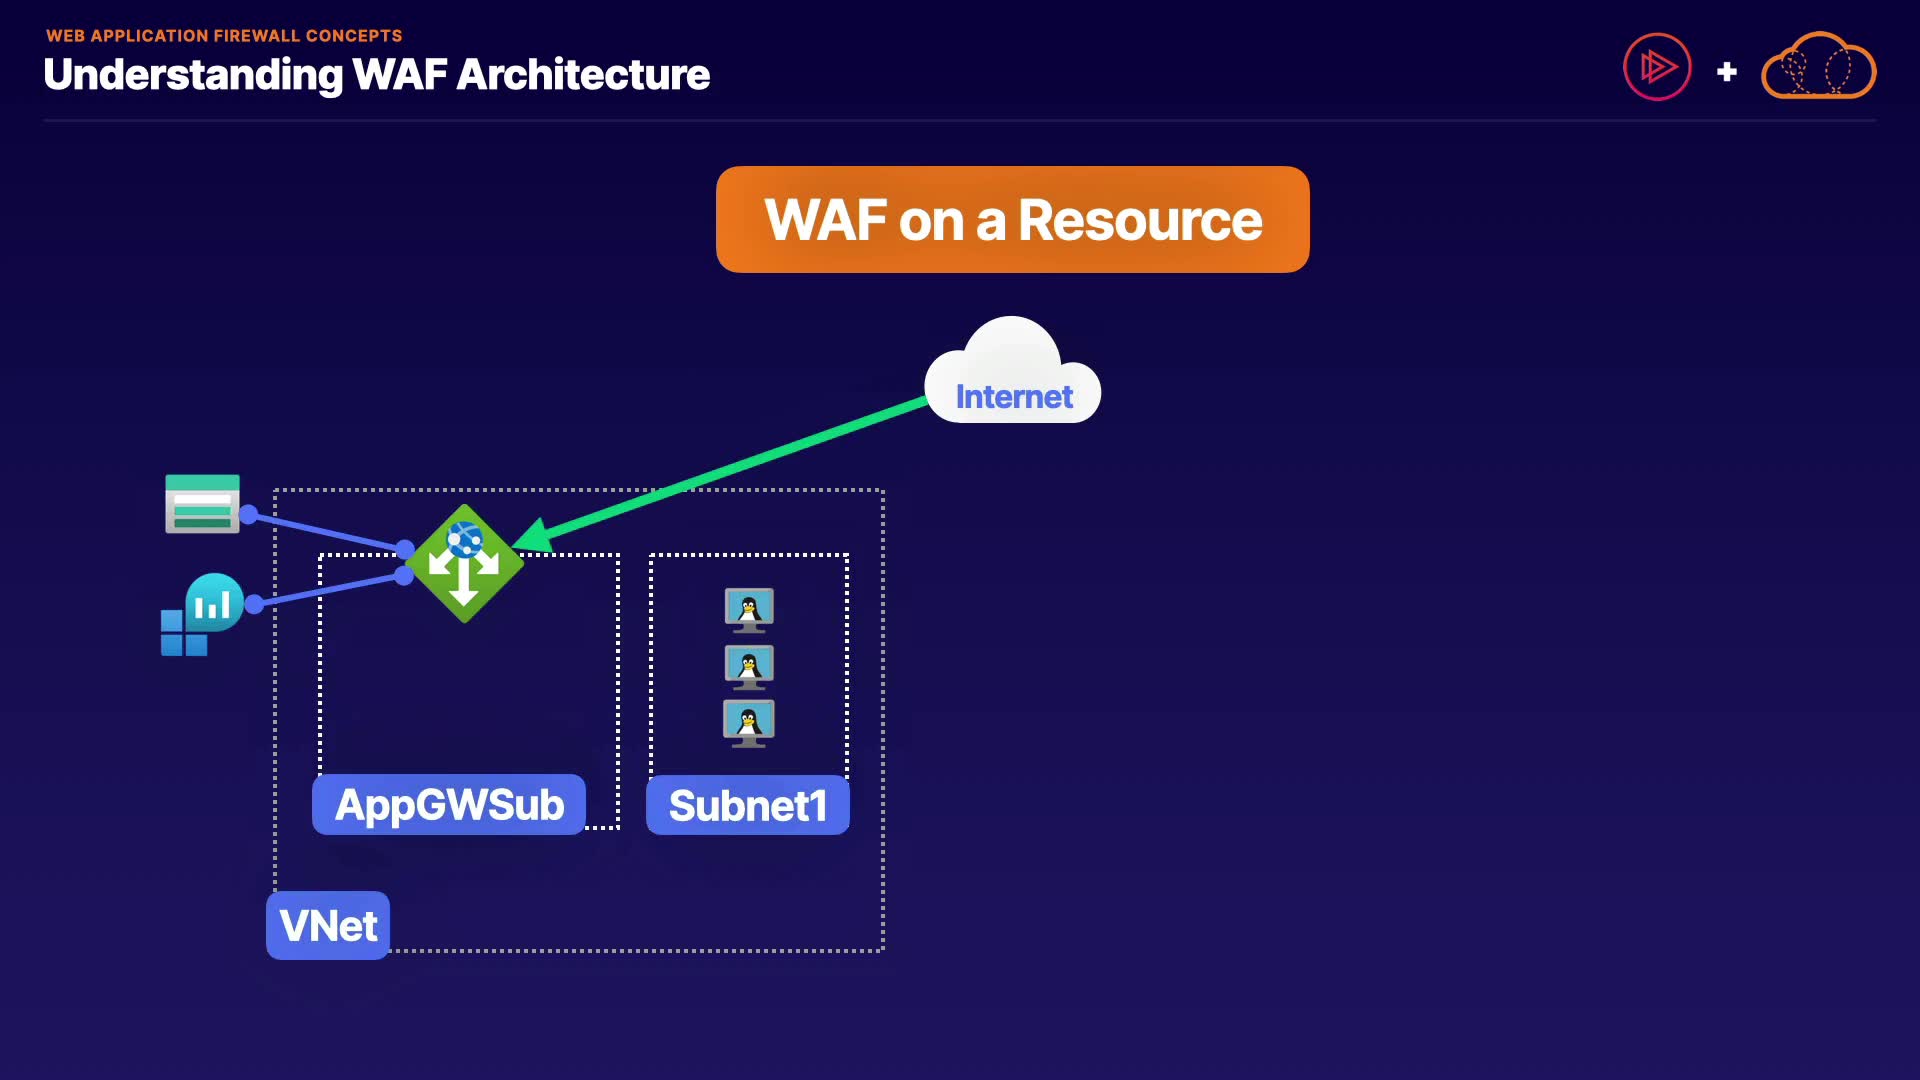 WEB APPLICATION FIREWALL CONCEPTS
Understanding WAF Architecture
WAF on a Resource
Internet
AppGWSub
Subnet1
VNet